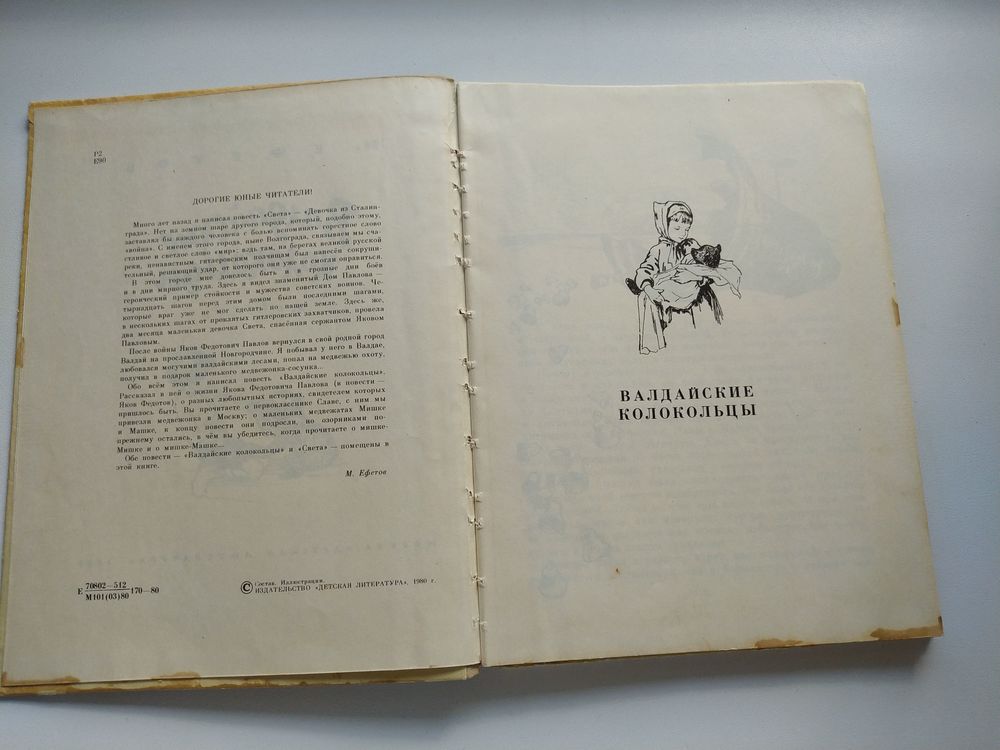 Р2
Е90
ДОРОГИЕ ЮНЫЕ ЧИТАТЕЛИ!
Много лет назад я написал повесть «Света» — «Девочка из Сталин-
града». Нет на земном шаре другого города, который, подобно этому,
заставлял бы каждого человека с болью вспоминать горестное слово
«война». С именем этого города, ныне Волгограда, связываем мы сча-
стливое и светлое слово «мир»: ведь там, на берегах великой русской
реки, ненавистным гитлеровским полчищам был нанесён сокруши-
тельный, решающий удар, от которого они уже не смогли оправиться.
В этом городе мне довелось быть и в грозные дни боёв
и в дни мирного труда. Здесь я видел знаменитый Дом Павлова —
героический пример стойкости и мужества советских воинов. Че-
тырнадцать шагов перед этим домом были последними шагами,
которые враг уже не мог сделать по нашей земле. Здесь же,
в нескольких шагах от проклятых гитлеровских захватчиков, провела
два месяца маленькая девочка Света, спасённая сержантом Яковом
Павловым.
После войны Яков Федотович Павлов вернулся в свой родной город
Валдай на прославленной Новгородчине. Я побывал у него в Валдае,
любовался могучими валдайскими лесами, попал на медвежью охоту,
получил в подарок маленького медвежонка-сосунка...
Обо всём этом я написал повесть «Валдайские колокольцы».
Рассказал в ней о жизни Якова Федотовича Павлова (в повести —
Яков Федотов), о разных любопытных историях, свидетелем которых
пришлось быть. Вы прочитаете о первокласснике Славе, с ним мы
привезли медвежонка в Москву; о маленьких медвежатах Мишке
и Машке, к концу повести они подросли, но озорниками по-
прежнему остались, в чём вы убедитесь, когда прочитаете о мишке-
Мишке и о мишке-Машке...
Обе повести — «Валдайские колокольцы» и «Света» — помещены в
этой книге.
М. Ефетов
Е 70802—512
М101(03)80 170—80
© Состав. Иллюстрации.
ИЗДАТЕЛЬСТВО «ДЕТСКАЯ ЛИТЕРАТУРА», 1980 г.
ВАЛДАЙСКИЕ
КОЛОКОЛЬЦЫ